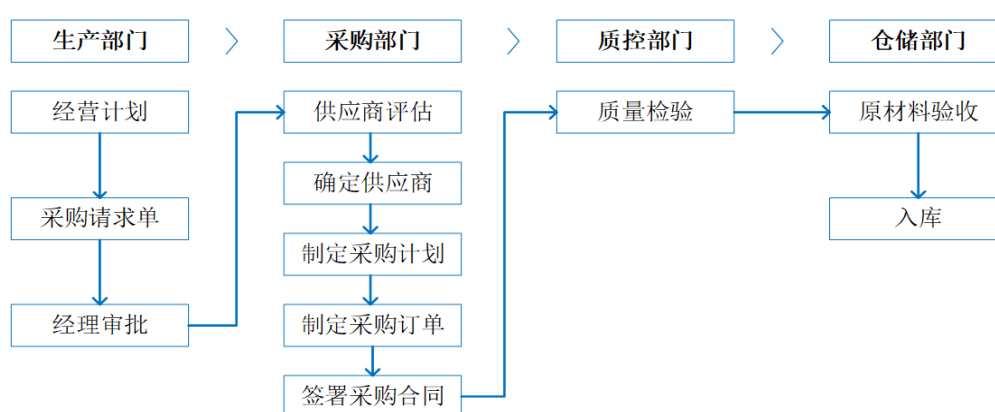 生产部门
采购部门
质控部门
仓储部门
经营计划
采购请求单
经理审批
供应商评估
确定供应商
制定采购计划
制定采购订单
签署采购合同
质量检验
原材料验收
入库